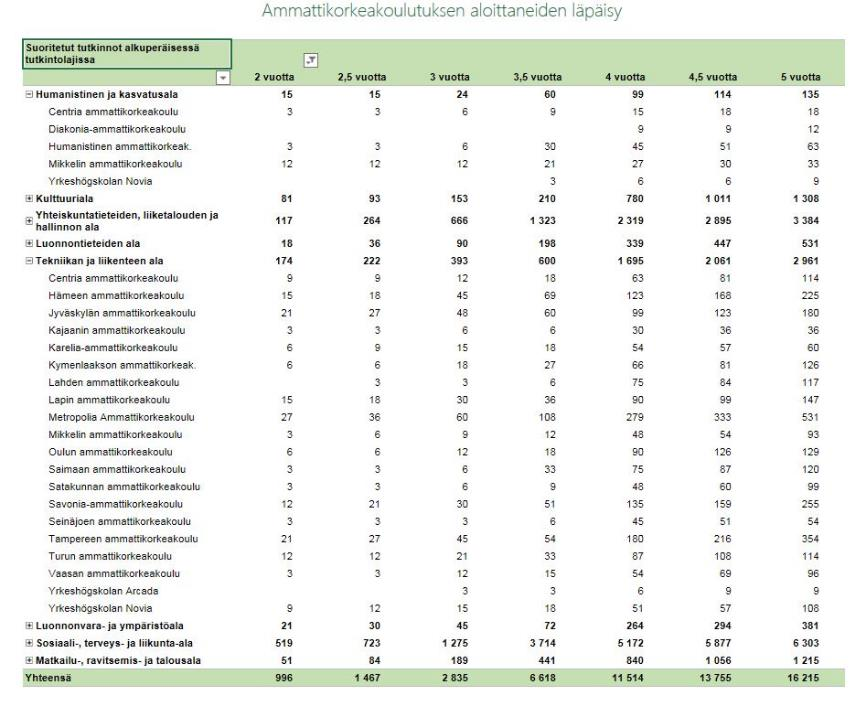 Ammattikorkeakoulutuksen aloittaneiden läpäisy
Suoritetut tutkinnot alkuperäisessä
tutkintolajissa
2 vuotta 2,5 vuotta 3 vuotta 3,5 vuotta 4 vuotta 4,5 vuotta 5 vuotta
Humanistinen ja kasvatusala 15 15 24 60 99 114 135
Centria ammattikorkeakoulu 3 3 6 9 15 18 18
Diakonia-ammattikorkeakoulu 9 9 12
Humanistinen ammattikorkeak. 3 3 6 30 45 51 63
Mikkelin ammattikorkeakoulu 12 12 12 21 27 30 33
Yrkeshögskolan Novia 3 6 6 9
Kulttuuriala 81 93 153 210 780 1 011 1 308
Yhteiskuntatieteiden, liiketalouden ja
hallinnon ala 117 264 666 1 323 2 319 2 895 3 384
Luonnontieteiden ala 18 36 90 198 339 447 531
Tekniikan ja liikenteen ala 174 222 393 600 1 695 2 061 2 961
Centria ammattikorkeakoulu 9 9 12 18 63 81 114
Hämeen ammattikorkeakoulu 15 18 45 69 123 168 225
Jyväskylän ammattikorkeakoulu 21 27 48 60 99 123 180
Kajaanin ammattikorkeakoulu 3 3 6 6 30 36 36
Karelia-ammattikorkeakoulu 6 9 15 18 54 57 60
Kymenlaakson ammattikorkeak. 6 6 18 27 66 81 126
Lahden ammattikorkeakoulu 3 3 6 75 84 117
Lapin ammattikorkeakoulu 15 18 30 36 90 99 147
Metropolia Ammattikorkeakoulu 27 36 60 108 279 333 531
Mikkelin ammattikorkeakoulu 3 6 9 12 48 54 93
Oulun ammattikorkeakoulu 6 6 12 18 90 126 129
Saimaan ammattikorkeakoulu 3 3 6 33 75 87 120
Satakunnan ammattikorkeakoulu 3 3 6 9 48 60 99
Savonia-ammattikorkeakoulu 12 21 30 51 135 159 255
Seinäjoen ammattikorkeakoulu 3 3 3 6 45 51 54
Tampereen ammattikorkeakoulu 21 27 45 54 180 216 354
Turun ammattikorkeakoulu 12 12 21 33 87 108 114
Vaasan ammattikorkeakoulu 3 3 12 15 54 69 96
Yrkeshögskolan Arcada 3 3 6 9 9
Yrkeshögskolan Novia 9 12 15 18 51 57 108
Luonnonvara- ja ympäristöala 21 30 45 72 264 294 381
Sosiaali-, terveys- ja liikunta-ala 519 723 1 275 3 714 5 172 5 877 6 303
Matkailu-, ravitsemis- ja talousala 51 84 189 441 840 1 056 1 215
Yhteensä 996 1 467 2 835 6 618 11 514 13 755 16 215